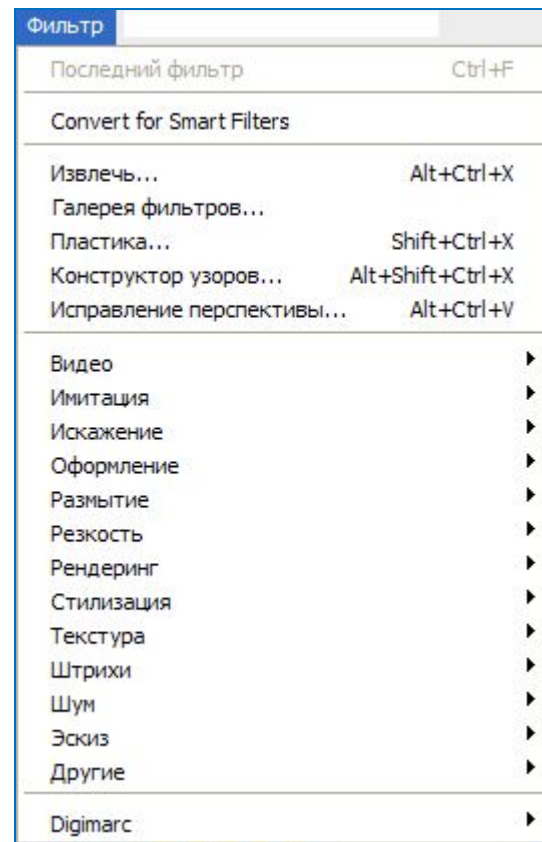 Фильтр
Последний фильтр Ctrl+F
Convert for Smart Filters
Извлечь... Alt+Ctrl+X
Галерея фильтров...
Пластика... Shift+Ctrl+X
Конструктор узоров... Alt+Shift+Ctrl+X
Исправление перспективы... Alt+Ctrl+V
Видео
Имитация
Искажение
Оформление
Размытие
Резкость
Рендеринг
Стилизация
Текстура
Штрихи
Шум
Эскиз
Другие
Digimarc